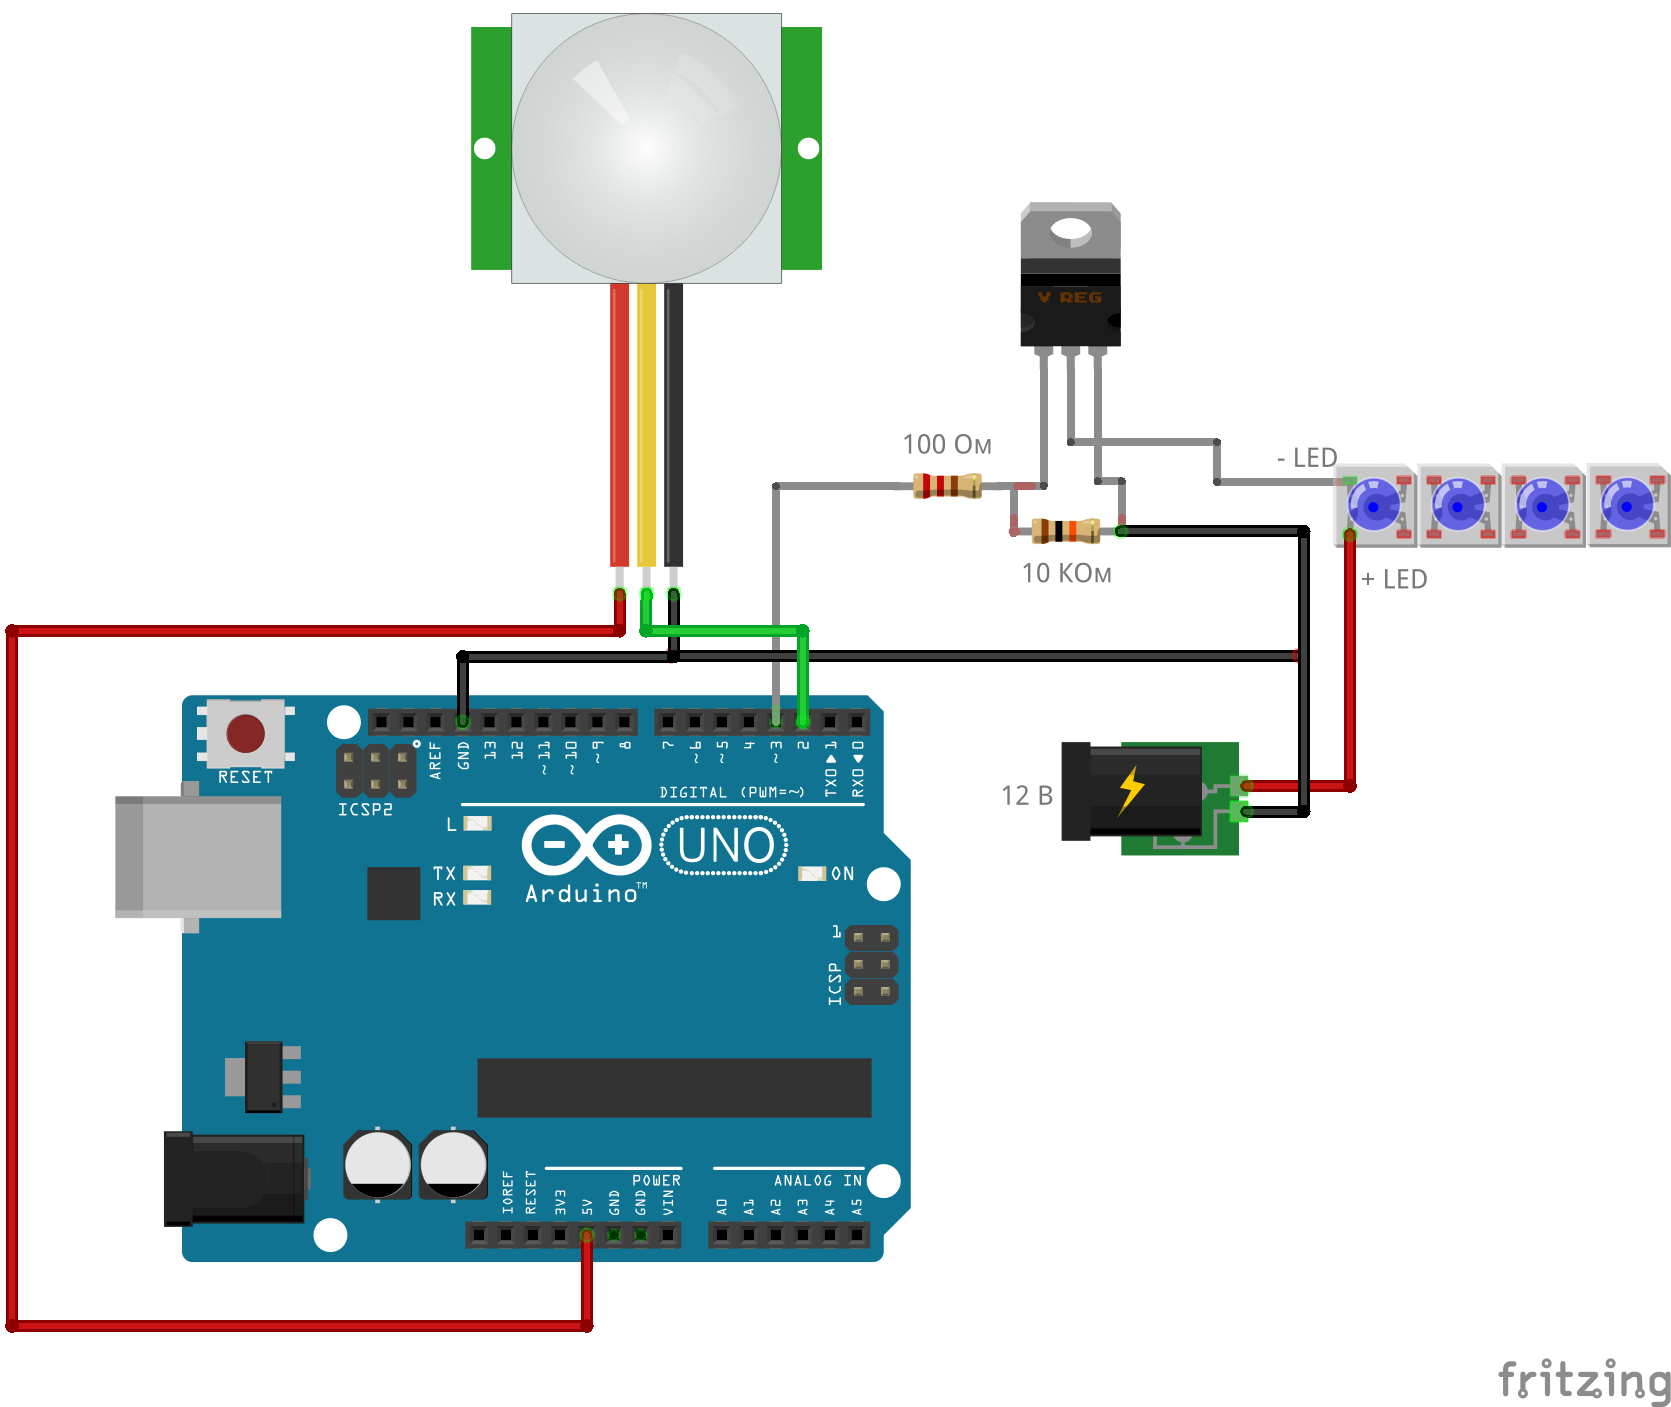 V REG
100 Ом
- LED
10 КОм
+ LED
RESET
ICSP2
AREF
GND
13
12
~11
~10
~9
8
7
~6
~5
4
~3
2
TX0▶1
RX0◀0
DIGITAL (PWM=~)
L
TX
RX
Arduino™
UNO
ON
12 В
1
ICSP
IOREF
RESET
3V3
5V
GND
GND
VIN
POWER
A0
A1
A2
A3
A4
A5
ANALOG IN
fritzing